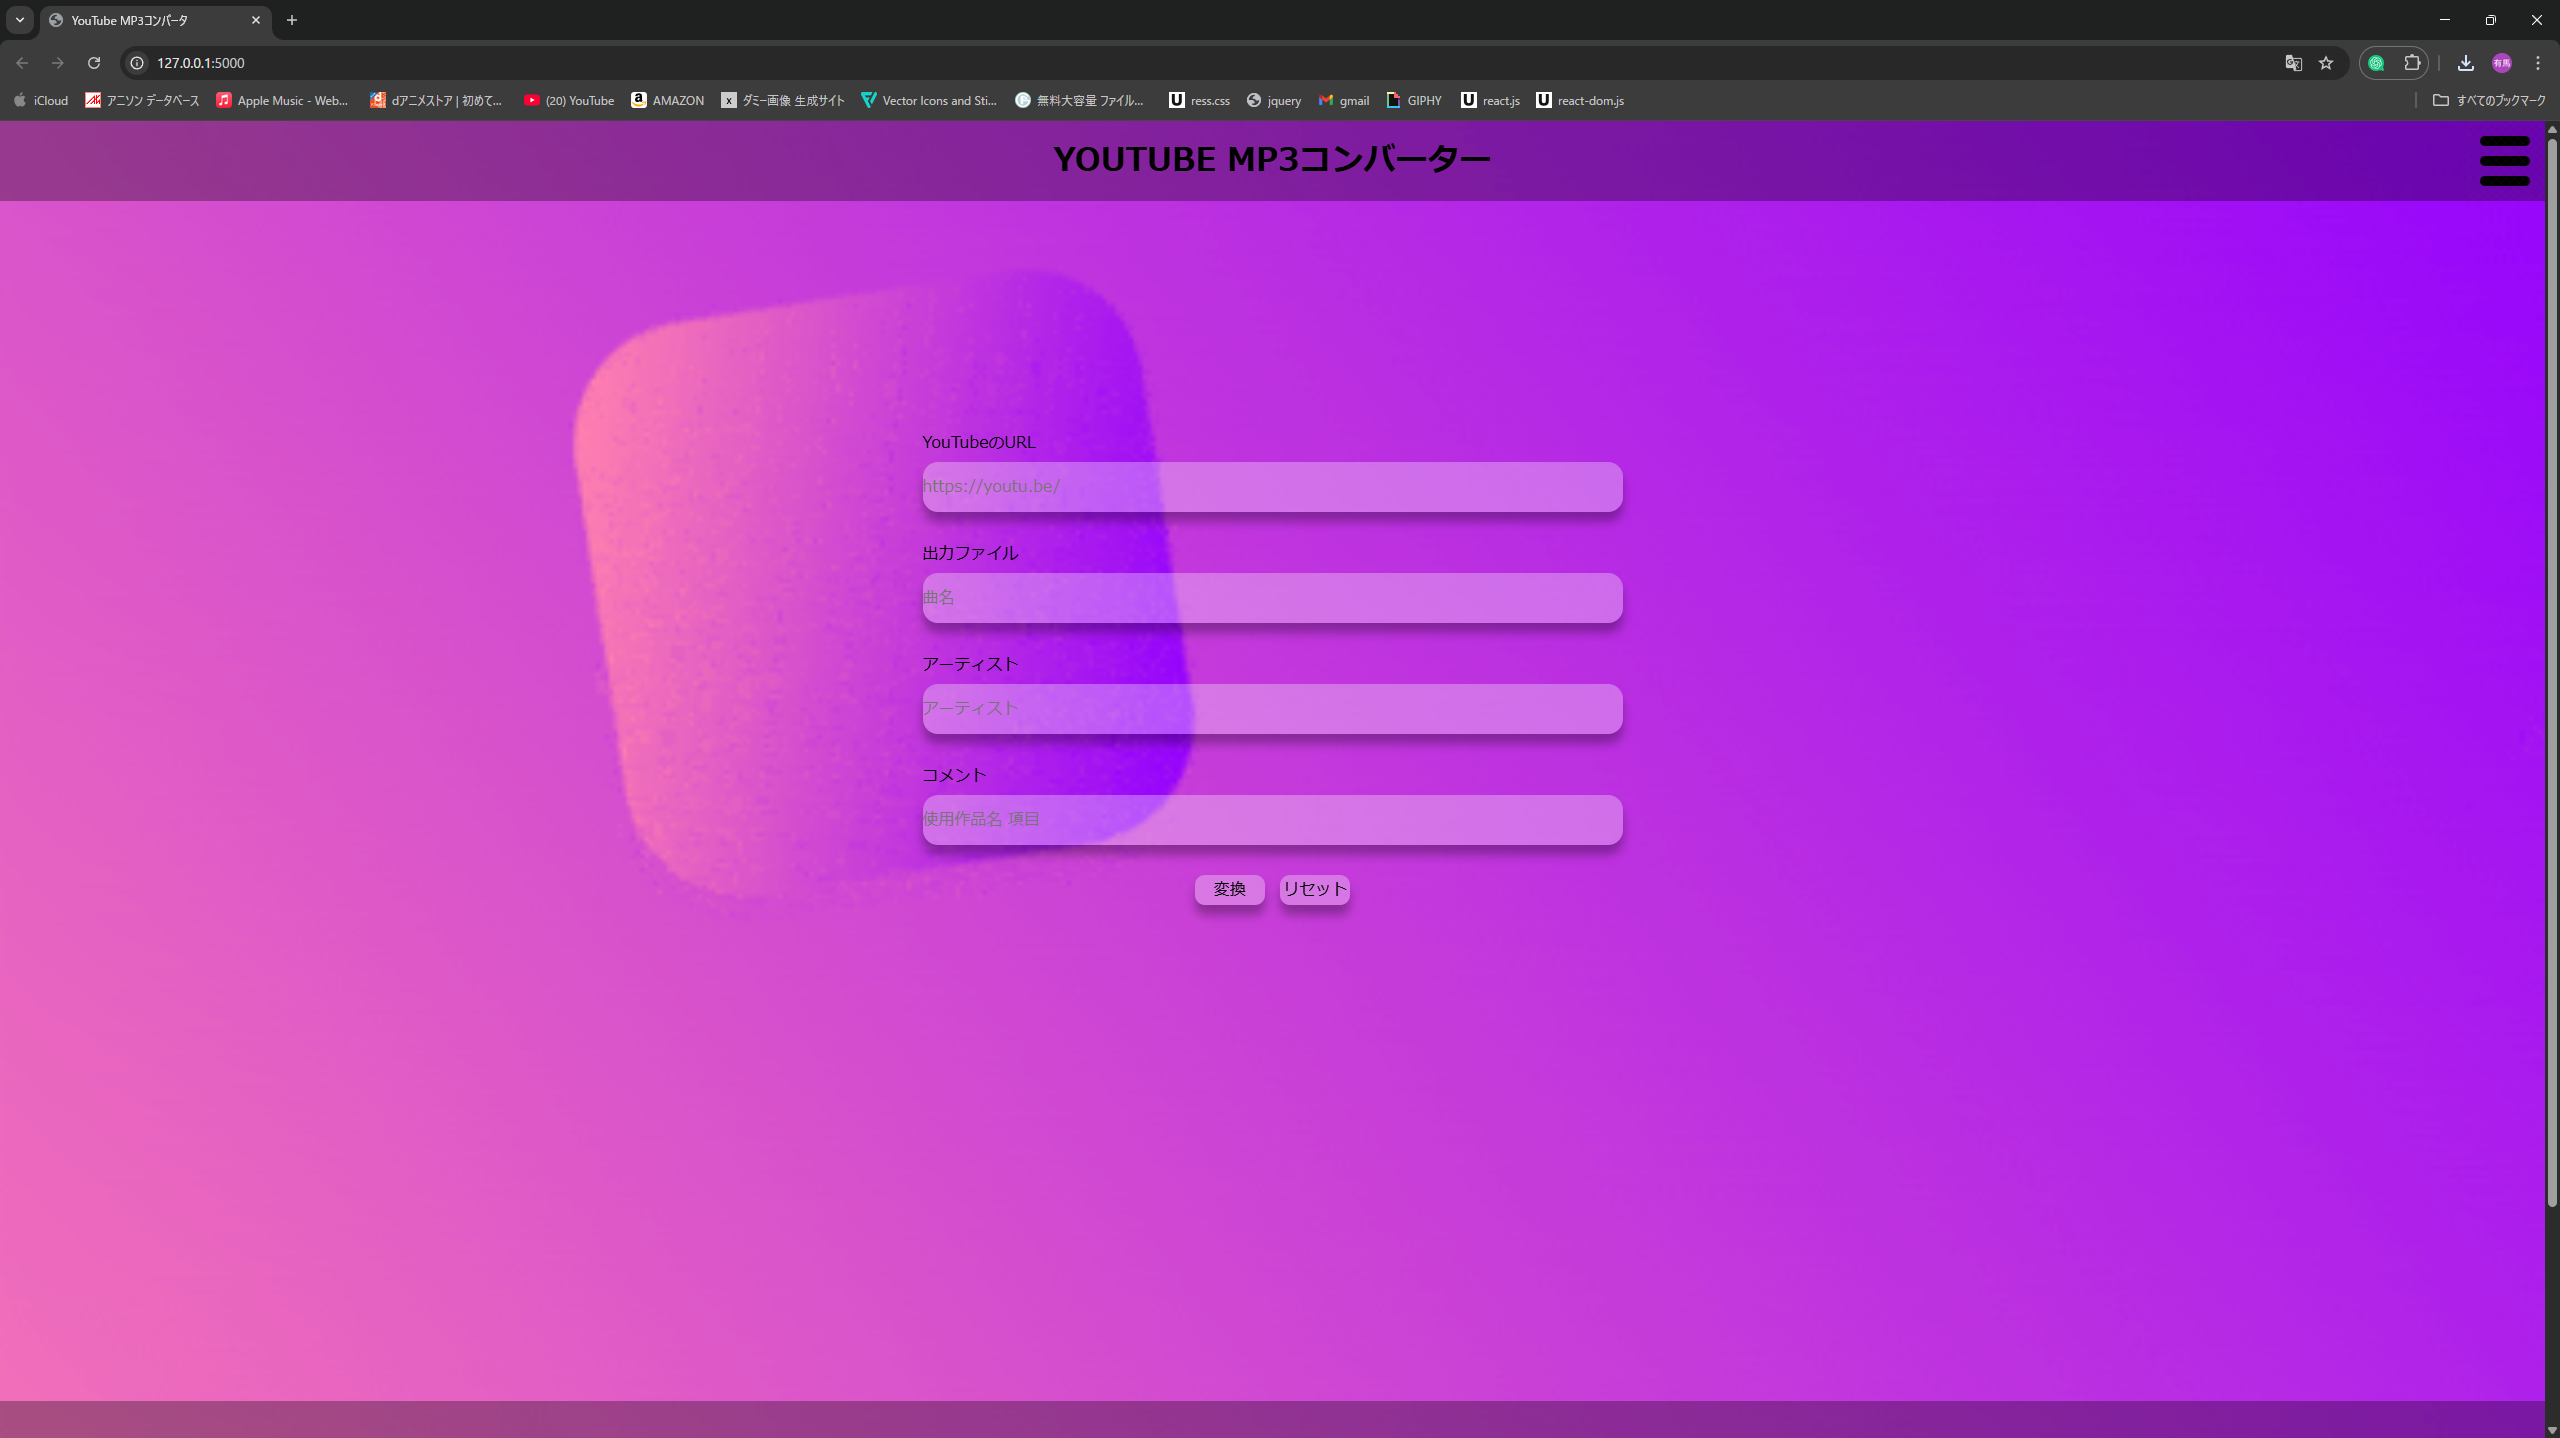 YouTube MP3コンバータ
127.0.0.1:5000
有馬
iCloud
アニソン データベース
Apple Music - Web...
dアニメストア | 初めて...
(20) YouTube
AMAZON
ダミー画像 生成サイト
Vector Icons and Sti...
無料大容量 ファイル...
ress.css
jquery
gmail
GIPHY
react.js
react-dom.js
すべてのブックマーク
YOUTUBE MP3コンバーター
YouTubeのURL
https://youtu.be/
出力ファイル
曲名
アーティスト
アーティスト
コメント
使用作品名 項目
変換
リセット